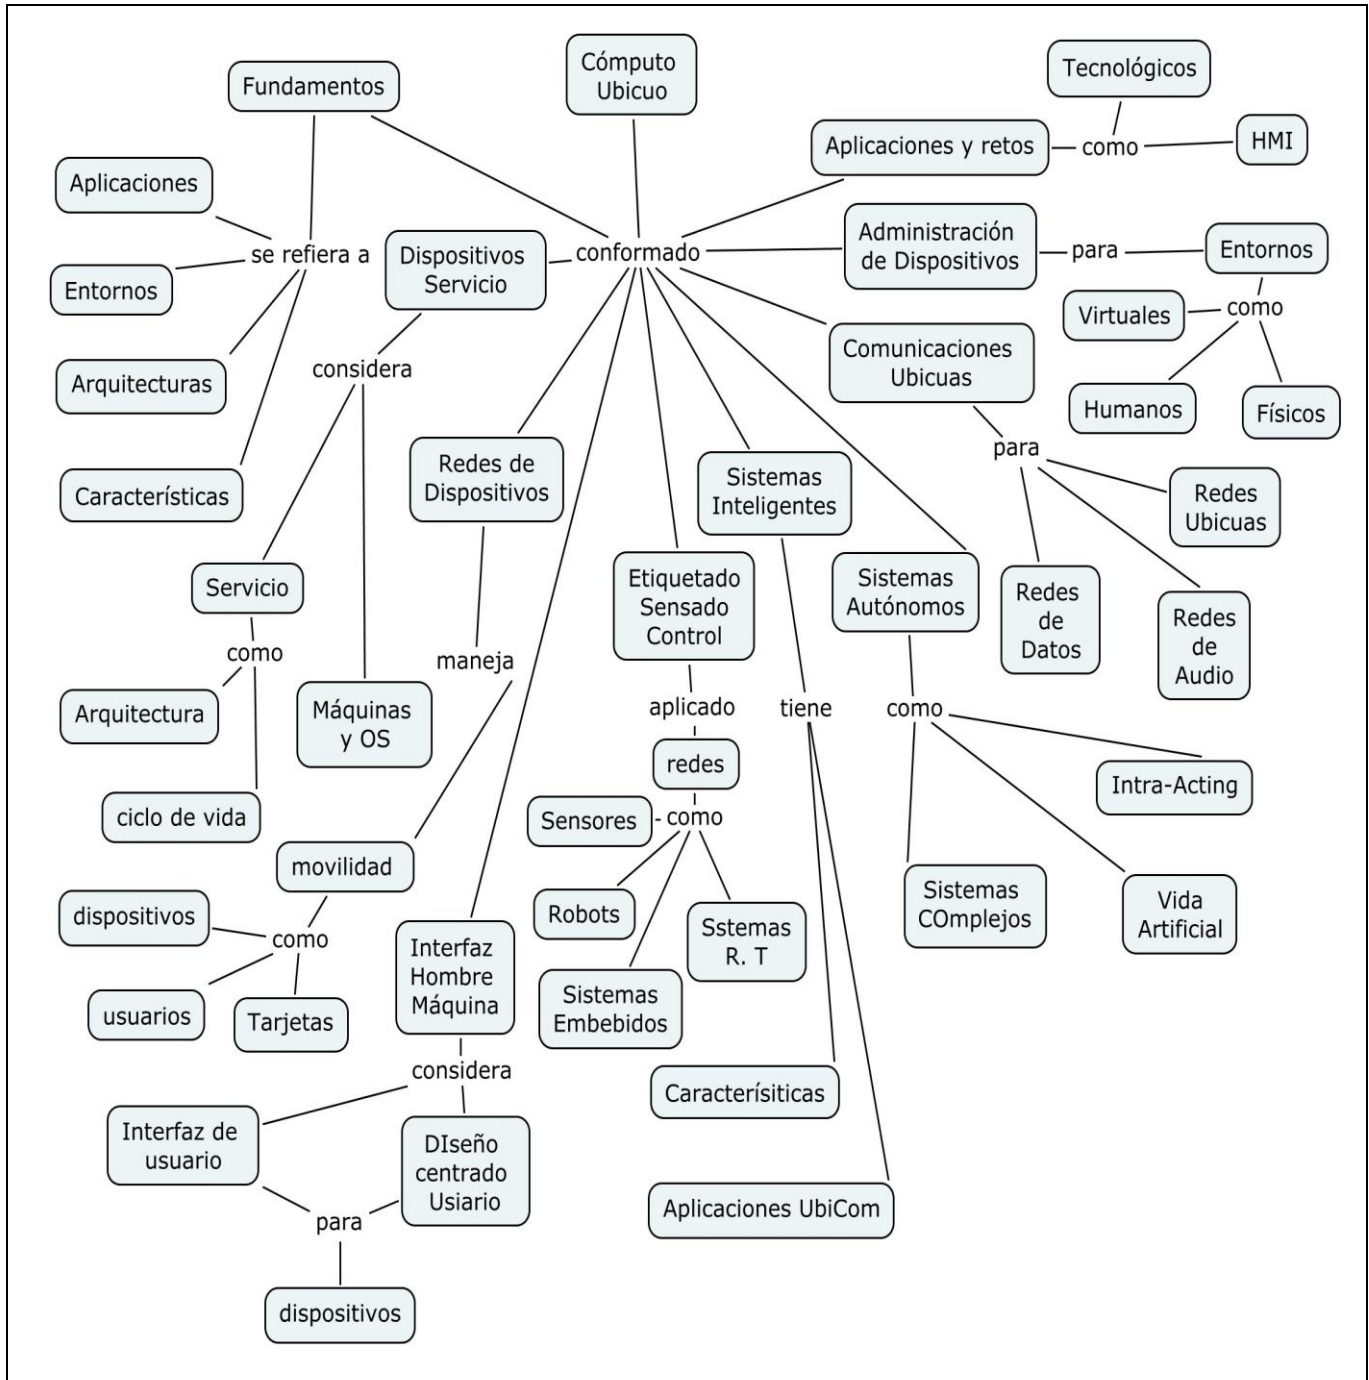 Cómputo
Ubicuo
Fundamentos
Tecnológicos
Aplicaciones y retos
como
HMI
Aplicaciones
se refiera a
Entornos
Arquitecturas
Características
Dispositivos
Servicio
conformado
Administración
de Dispositivos
para
Entornos
como
Virtuales
Humanos
Físicos
Comunicaciones
Ubicuas
para
Redes
Ubicuas
Redes
de
Datos
Redes
de
Audio
considera
Servicio
como
Arquitectura
ciclo de vida
Máquinas
y OS
Redes de
Dispositivos
maneja
movilidad
como
dispositivos
usuarios
Tarjetas
Interfaz
Hombre
Máquina
considera
Interfaz de
usuario
DIseño
centrado
Usiario
para
dispositivos
Etiquetado
Sensado
Control
aplicado
redes
como
Sensores
Robots
Sistemas
Embebidos
Sstemas
R. T
Sistemas
Inteligentes
tiene
Caracterísiticas
Aplicaciones UbiCom
Sistemas
Autónomos
como
Intra-Acting
Sistemas
COmplejos
Vida
Artificial